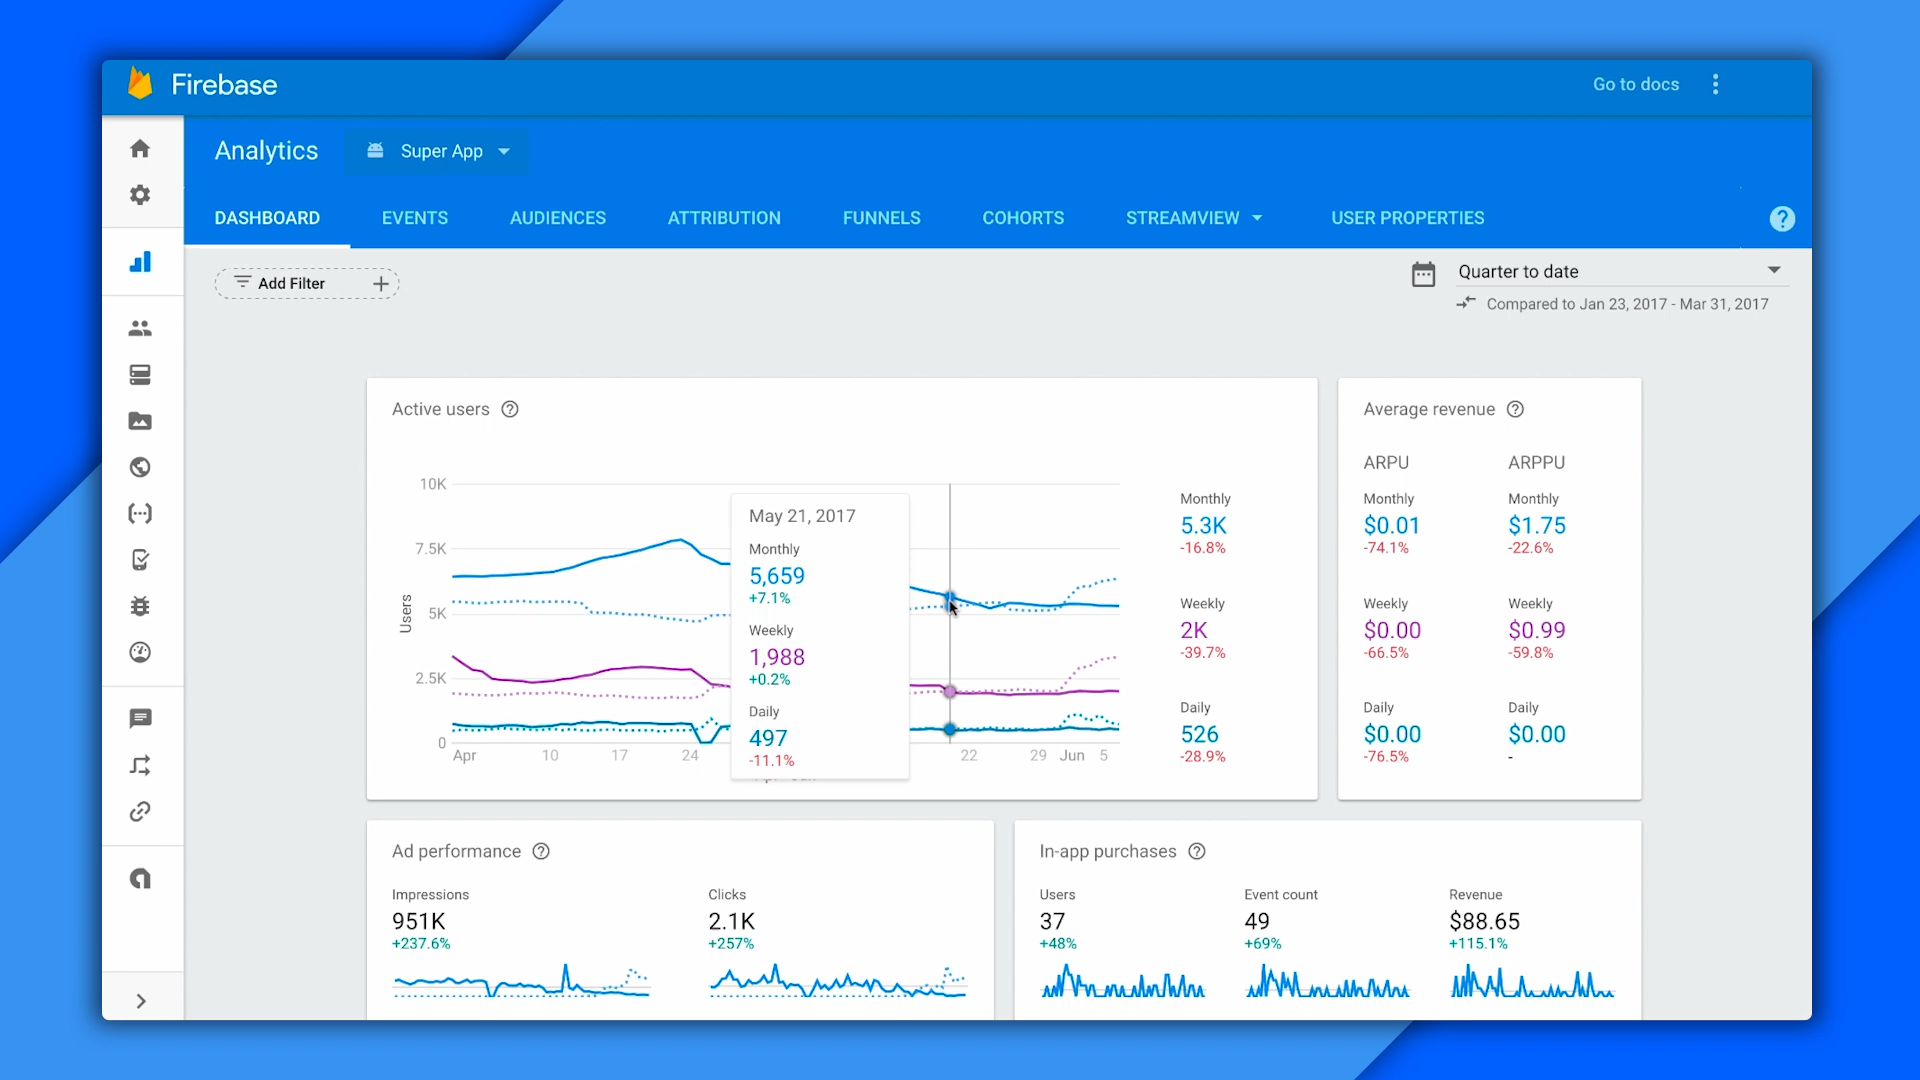 Firebase
Go to docs
Analytics
Super App
DASHBOARD
EVENTS
AUDIENCES
ATTRIBUTION
FUNNELS
COHORTS
STREAMVIEW
USER PROPERTIES
Add Filter
Quarter to date
Compared to Jan 23, 2017 - Mar 31, 2017
Active users
Users
10K
7.5K
5K
2.5K
0
Apr
10
17
24
22
29
Jun
5
May 21, 2017
Monthly
5,659
+7.1%
Weekly
1,988
+0.2%
Daily
497
-11.1%
Monthly
5.3K
-16.8%
Weekly
2K
-39.7%
Daily
526
-28.9%
Average revenue
ARPU
ARPPU
Monthly
Monthly
$0.01
$1.75
-74.1%
-22.6%
Weekly
Weekly
$0.00
$0.99
-66.5%
-59.8%
Daily
Daily
$0.00
$0.00
-76.5%
-
Ad performance
Impressions
Clicks
951K
2.1K
+237.6%
+257%
In-app purchases
Users
Event count
Revenue
37
49
$88.65
+48%
+69%
+115.1%